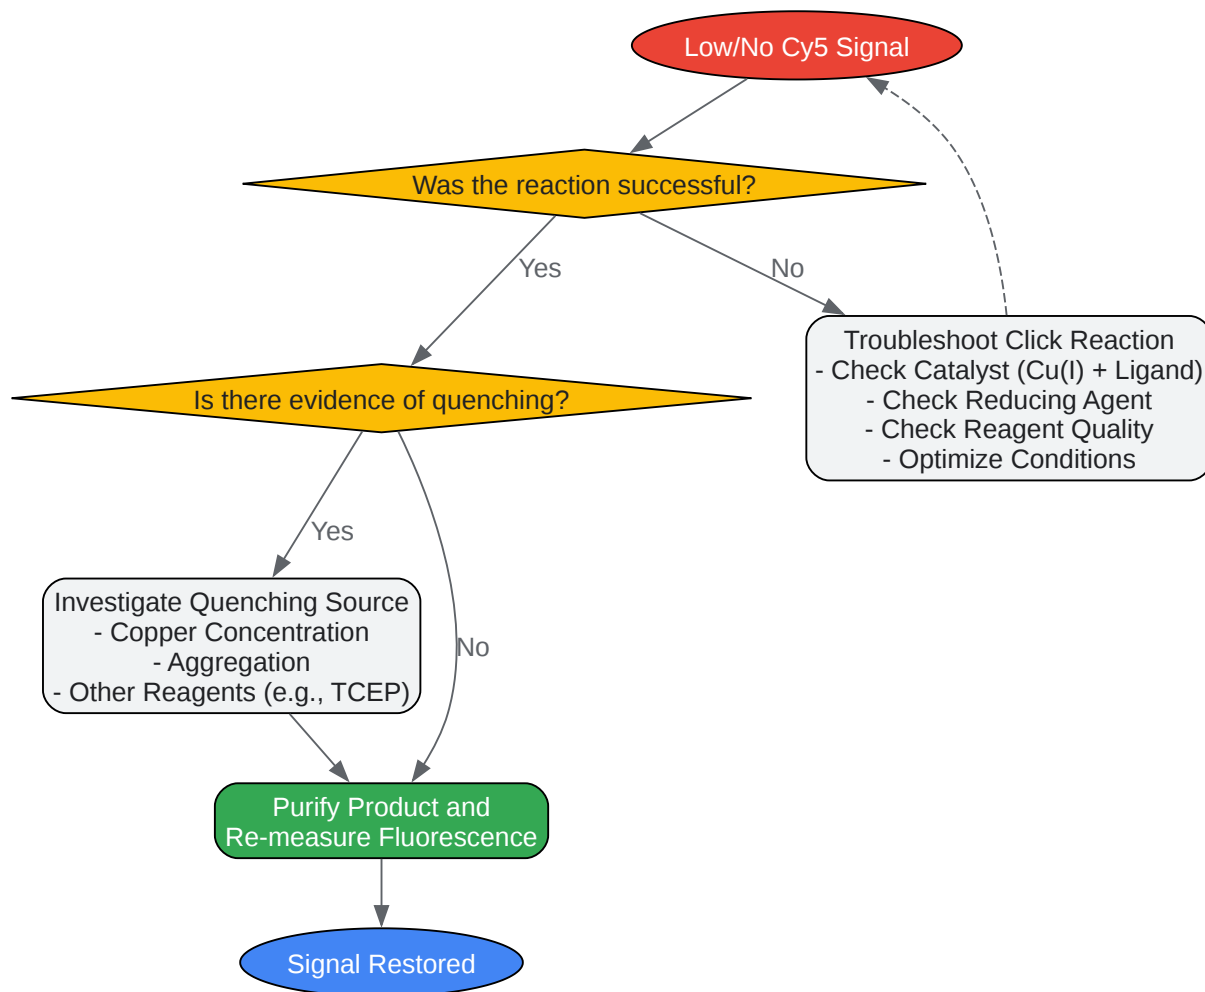 Low/No Cy5 Signal
Was the reaction successful?
Yes
No
Troubleshoot Click Reaction
- Check Catalyst (Cu(I) + Ligand)
- Check Reducing Agent
- Check Reagent Quality
- Optimize Conditions
Is there evidence of quenching?
Yes
No
Investigate Quenching Source
- Copper Concentration
- Aggregation
- Other Reagents (e.g., TCEP)
Purify Product and
Re-measure Fluorescence
Signal Restored